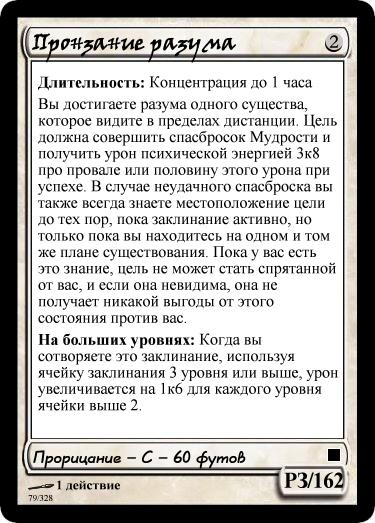 Пронзание разума 2
Длительность: Концентрация до 1 часа
Вы достигаете разума одного существа,
которое видите в пределах дистанции. Цель
должна совершить спасбросок Мудрости и
получить урон психической энергией 3к8
про провале или половину этого урона при
успехе. В случае неудачного спасброска вы
также всегда знаете местоположение цели
до тех пор, пока заклинание активно, но
только пока вы находитесь на одном и том
же плане существования. Пока у вас есть
это знание, цель не может стать спрятанной
от вас, и если она невидима, она не
получает никакой выгоды от этого
состояния против вас.
На больших уровнях: Когда вы
сотворяете это заклинание, используя
ячейку заклинания 3 уровня или выше, урон
увеличивается на 1к6 для каждого уровня
ячейки выше 2.
Прорицание – С – 60 футов
1 действие
P3/162
79/328